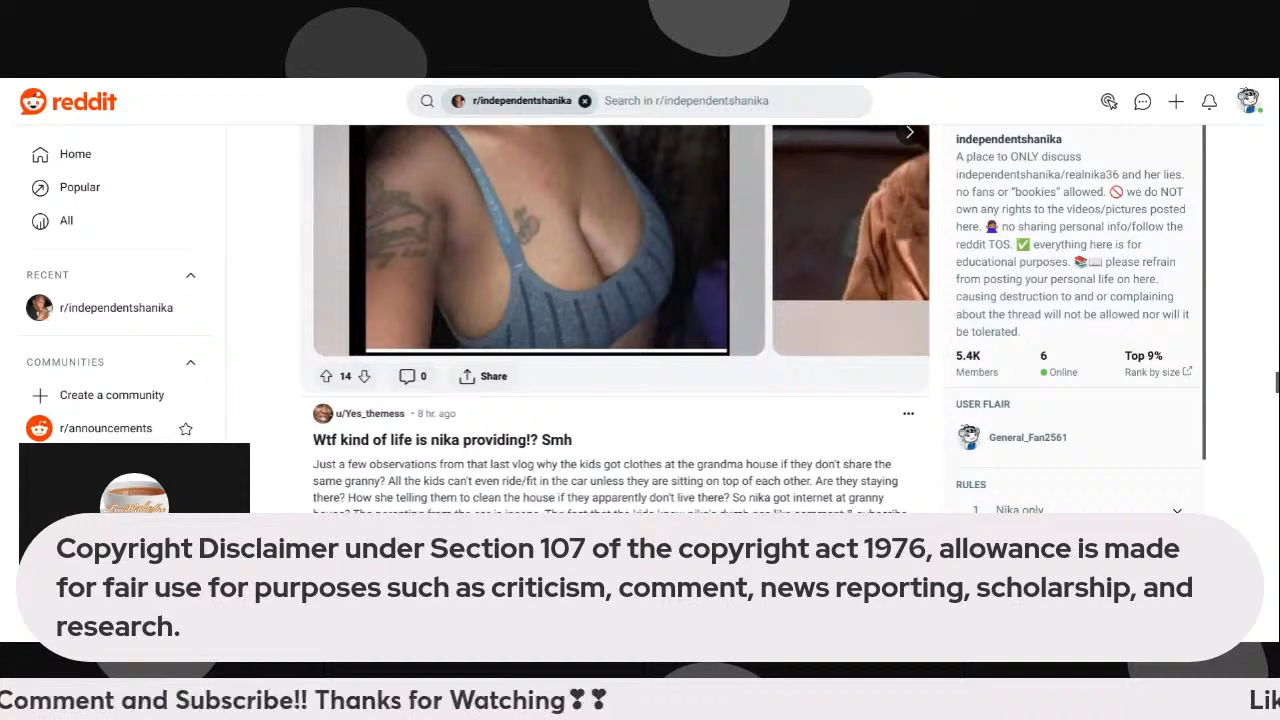 reddit
r/independentshanika
Search in r/independentshanika
Home
Popular
All
RECENT
r/independentshanika
COMMUNITIES
Create a community
r/announcements
14
0
Share
u/Yes_themess • 8 hr. ago
Wtf kind of life is nika providing!? Smh
Just a few observations from that last vlog why the kids got clothes at the grandma house if they don't share the
same granny? All the kids can't even ride/fit in the car unless they are sitting on top of each other. Are they staying
there? How she telling them to clean the house if they apparently don't live there? So nika got internet at granny
independentshanika
A place to ONLY discuss
independentshanika/realnika36 and her lies.
no fans or “bookies” allowed. 🚫 we do NOT
own any rights to the videos/pictures posted
here. 🙅🏾‍♀️ no sharing personal info/follow the
reddit TOS. ✅ everything here is for
educational purposes. 📚📖 please refrain
from posting your personal life on here.
causing destruction to and or complaining
about the thread will not be allowed nor will it
be tolerated.
5.4K
6
Top 9%
Members
Online
Rank by size
USER FLAIR
General_Fan2561
RULES
1 Nika only
Copyright Disclaimer under Section 107 of the copyright act 1976, allowance is made
for fair use for purposes such as criticism, comment, news reporting, scholarship, and
research.
Comment and Subscribe!! Thanks for Watching❣❣
Lik